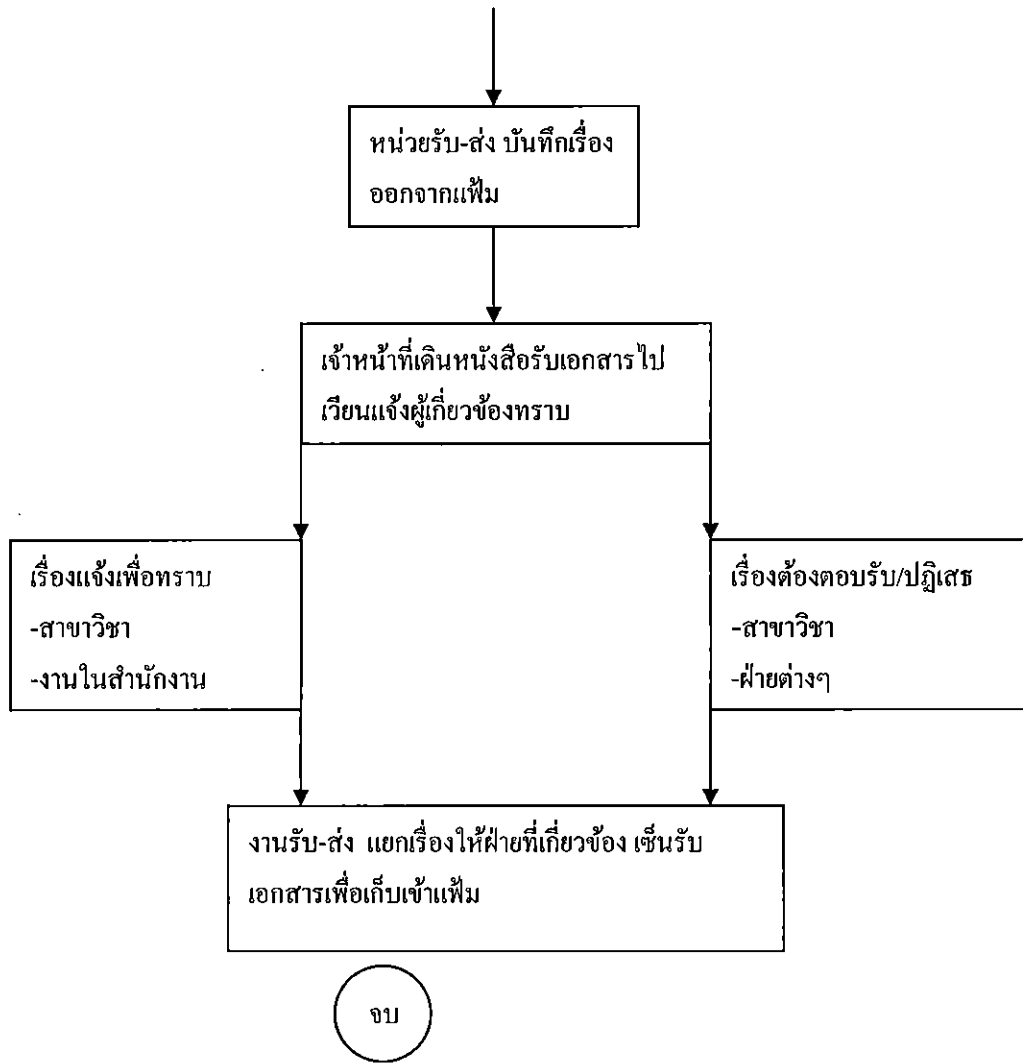 หน่วยรับ-ส่ง บันทึกเรื่อง
ออกจากแฟ้ม
เจ้าหน้าที่เดินหนังสือรับเอกสารไป
เวียนแจ้งผู้เกี่ยวข้องทราบ
เรื่องแจ้งเพื่อทราบ
-สาขาวิชา
-งานในสำนักงาน
เรื่องต้องตอบรับ/ปฏิเสธ
-สาขาวิชา
-ฝ่ายต่างๆ
งานรับ-ส่ง แยกเรื่องให้ฝ่ายที่เกี่ยวข้อง เซ็นรับ
เอกสารเพื่อเก็บเข้าแฟ้ม
จบ